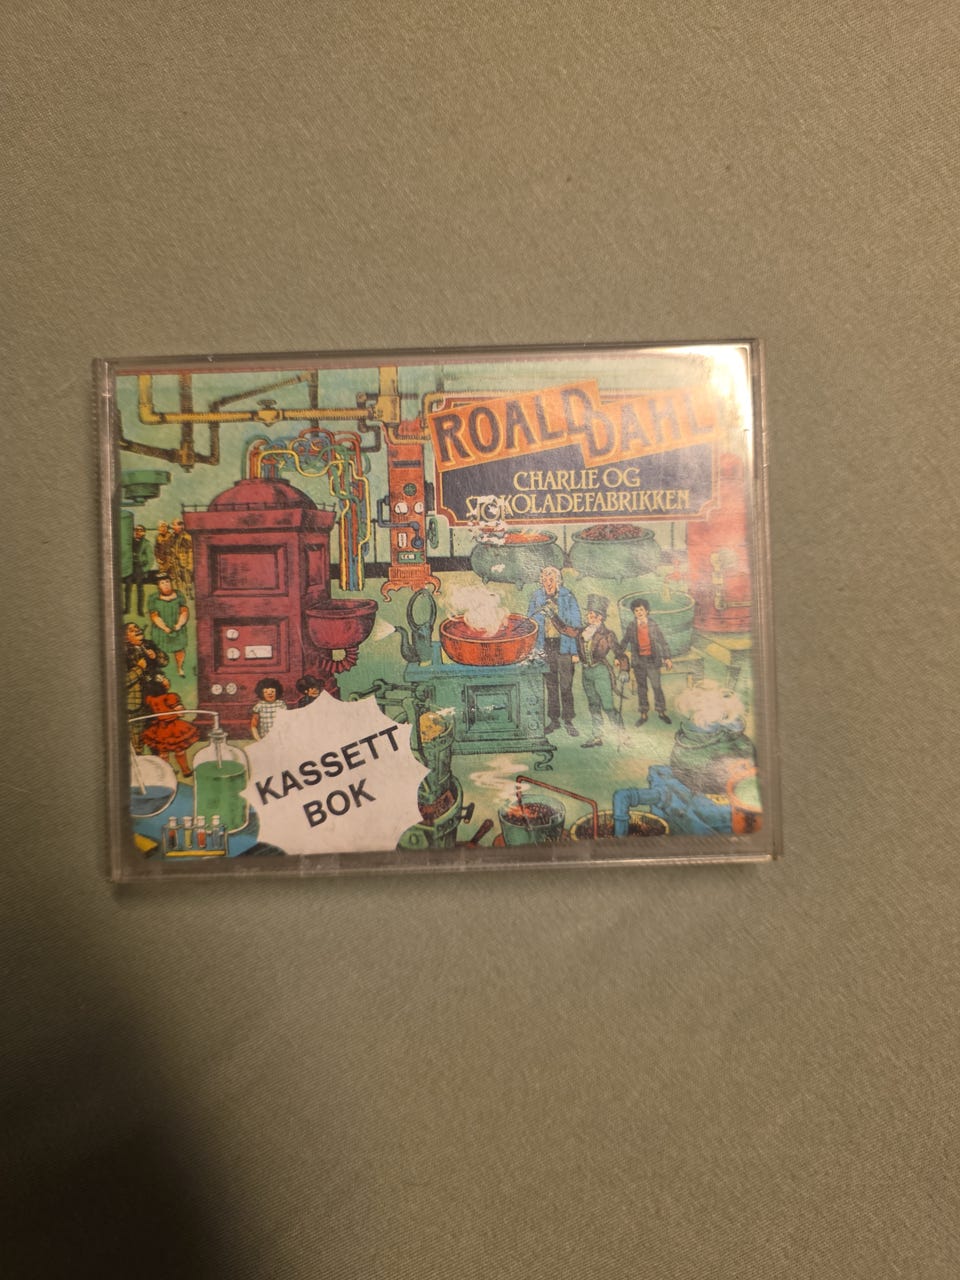 ROALD DAHL
CHARLIE OG
SJOKOLADEFABRIKKEN
KASSETT
BOK